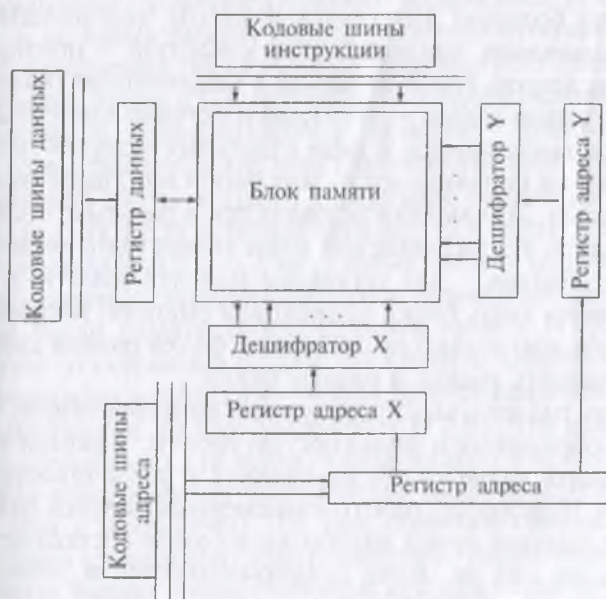 Кодовые шины
инструкции
Кодовые шины данных
Регистр данных
Блок памяти
Дешифратор Y
Регистр адреса Y
Дешифратор X
Регистр адреса X
Кодовые шины
адреса
Регистр адреса